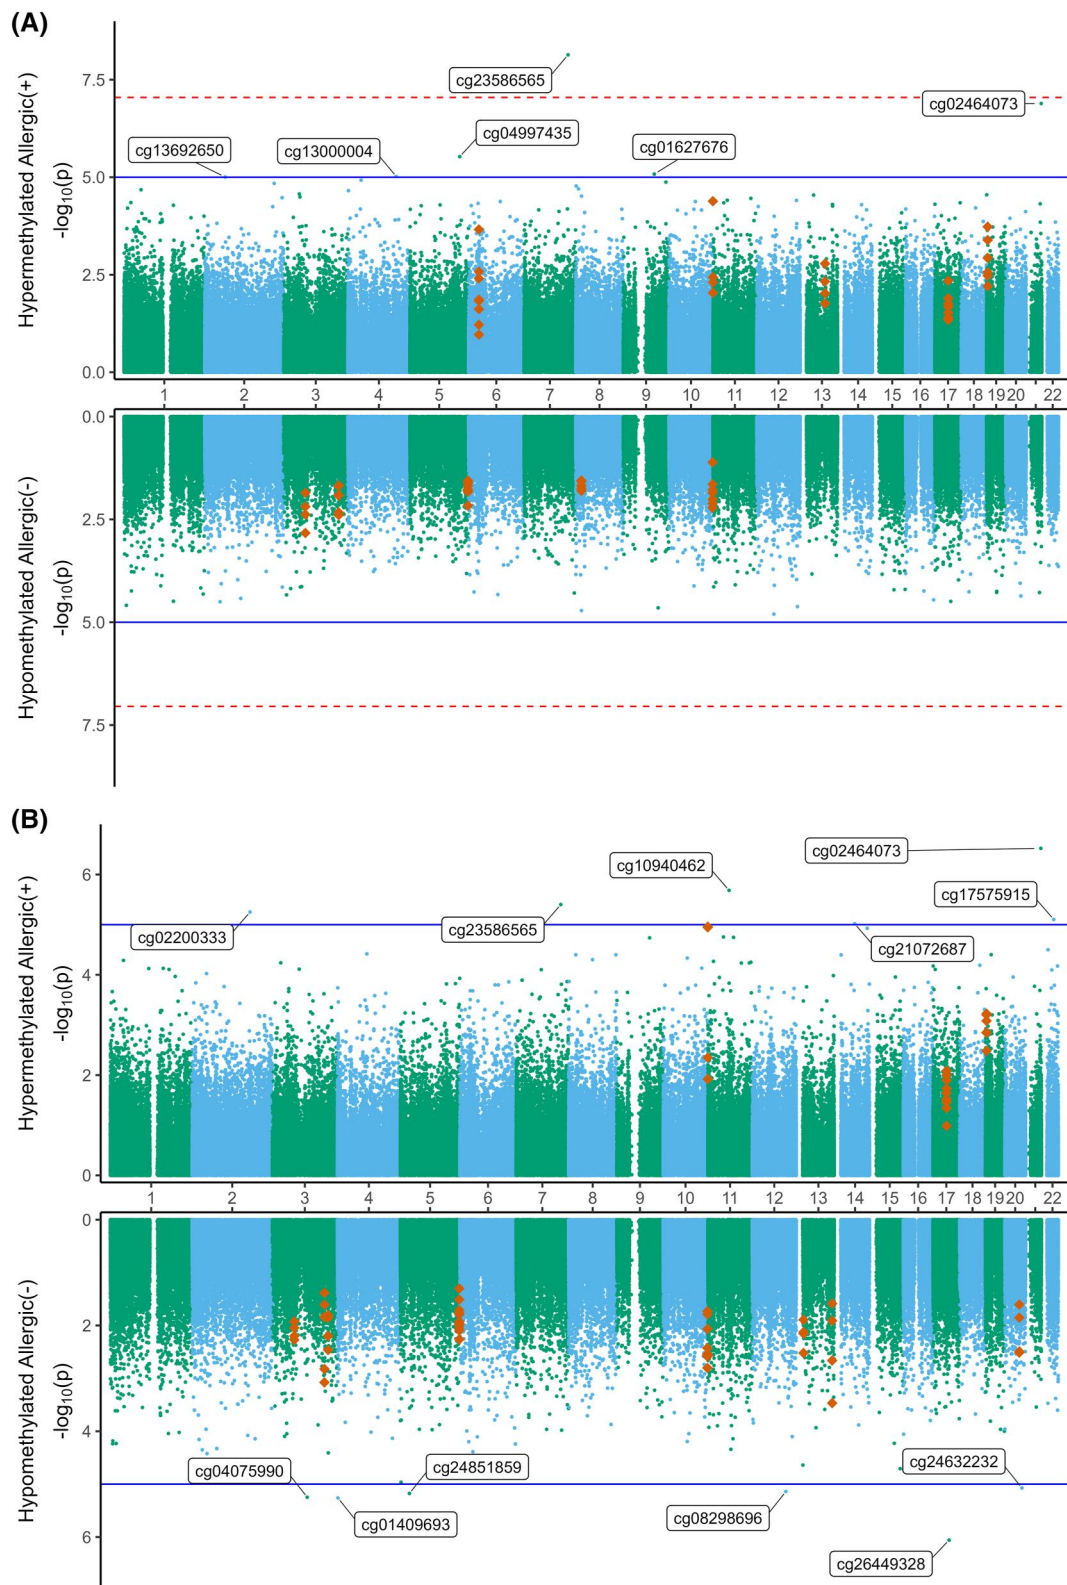 (A)
Hypermethylated Allergic(+)
-log10(p)
7.5
5.0
2.5
0.0
cg23586565
cg02464073
cg04997435
cg13692650
cg13000004
cg01627676
1 2 3 4 5 6 7 8 9 10 11 12 13 14 15 16 17 18 19 20 22
Hypomethylated Allergic(-)
-log10(p)
0.0
2.5
5.0
7.5
(B)
Hypermethylated Allergic(+)
-log10(p)
6
4
2
0
cg02464073
cg10940462
cg17575915
cg02200333
cg23586565
cg21072687
1 2 3 4 5 6 7 8 9 10 11 12 13 14 15 16 17 18 19 20 22
Hypomethylated Allergic(-)
-log10(p)
0
2
4
6
cg04075990
cg24851859
cg24632232
cg01409693
cg08298696
cg26449328